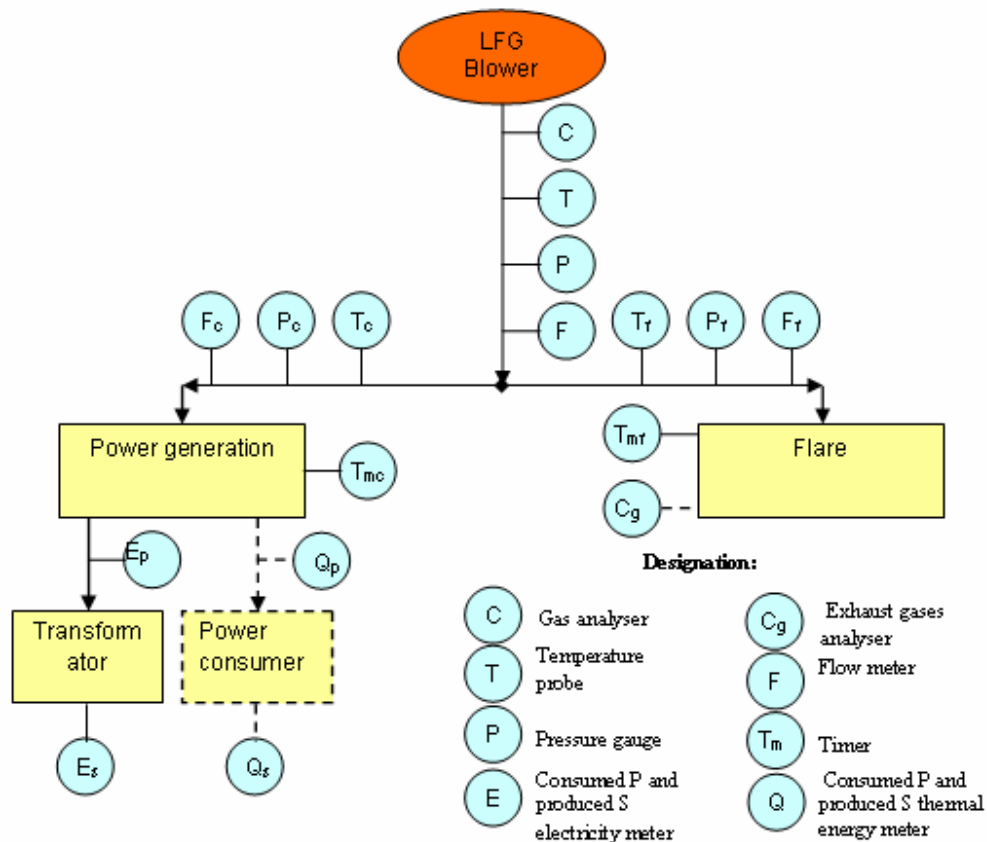 LFG
Blower
C
T
P
F
Fc
Pc
Tc
Tf
Pf
Ff
Power generation
Tmc
Tmf
Flare
Cg
Ep
Qp
Transform
ator
Power
consumer
Es
Qs
Designation:
C Gas analyser
T Temperature
probe
P Pressure gauge
E Consumed P and
produced S
electricity meter
Cg Exhaust gases
analyser
F Flow meter
Tm Timer
Q Consumed P and
produced S thermal
energy meter